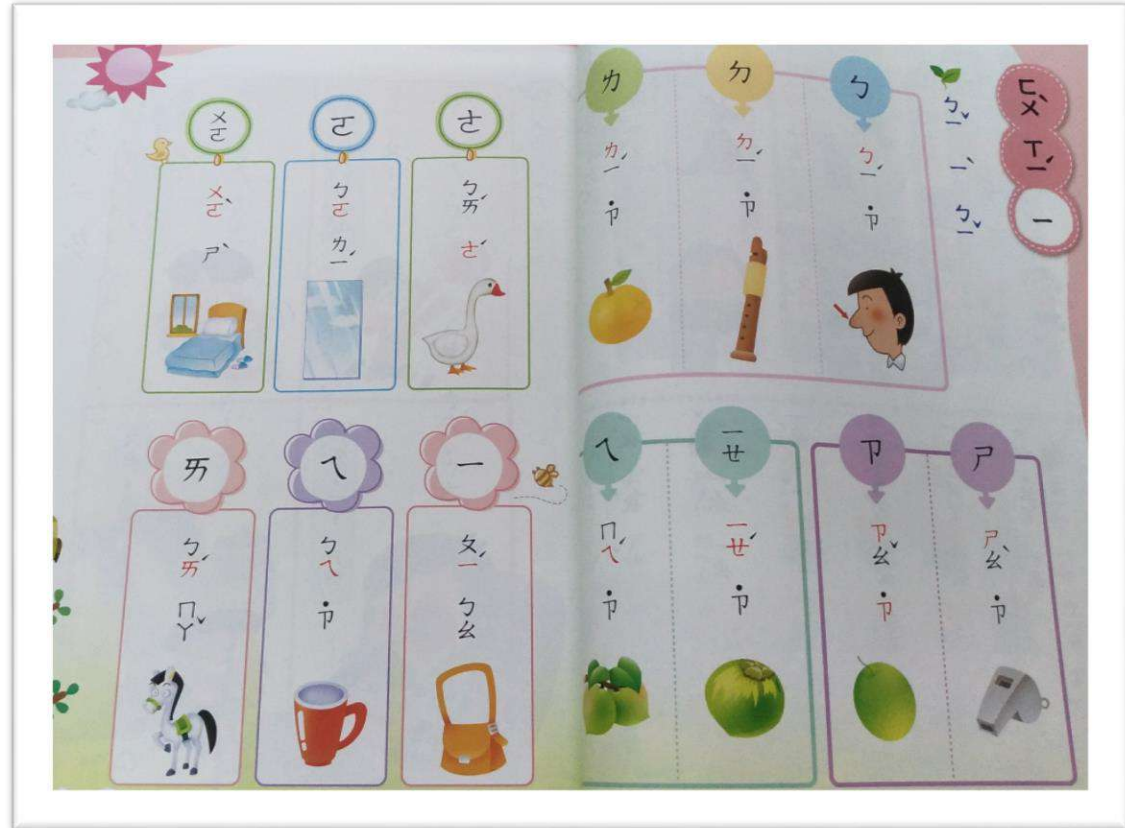 ㄈㄨˋ ㄒㄧˊ ㄧ
ㄅㄧˇ ㄧˋ ㄅㄧˇ
ㄅ
ㄅㄧˊ ˙ㄗ
ㄉ
ㄉㄧˊ ˙ㄗ
ㄌ
ㄌㄧˊ ˙ㄗ
ㄕ
ㄕㄠˋ ˙ㄗ
ㄗ
ㄗㄠˇ ˙ㄗ
ㄧㄝ
ㄧㄝˊ ˙ㄗ
ㄟ
ㄇㄟˊ ˙ㄗ
ㄜ
ㄅㄞˊ ㄜˊ
ㄛ
ㄅㄛ ㄌㄧˊ
ㄨㄛ
ㄨㄛˋ ㄕˋ
ㄧ
ㄆㄧˊ ㄅㄠ
ㄟ
ㄅㄟ ˙ㄗ
ㄞ
ㄅㄞˊ ㄇㄚˇ